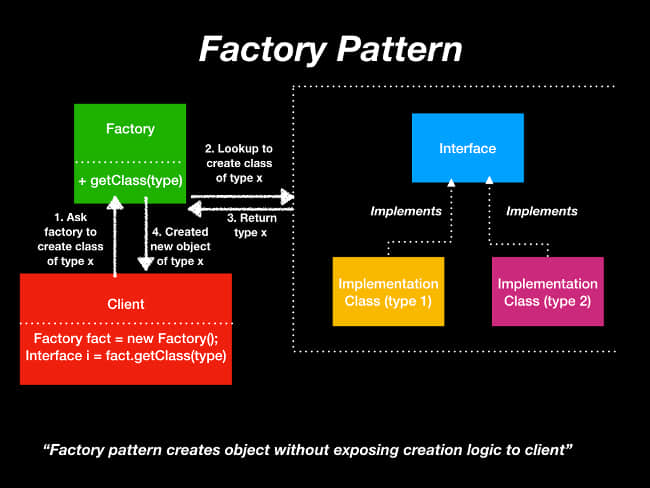 Factory Pattern
Factory
+ getClass(type)
1. Ask
factory to
create class
of type x
4. Created
new object
of type x
2. Lookup to
create class
of type x
3. Return
type x
Client
Factory fact = new Factory();
Interface i = fact.getClass(type)
Interface
Implements
Implements
Implementation
Class (type 1)
Implementation
Class (type 2)
“Factory pattern creates object without exposing creation logic to client”